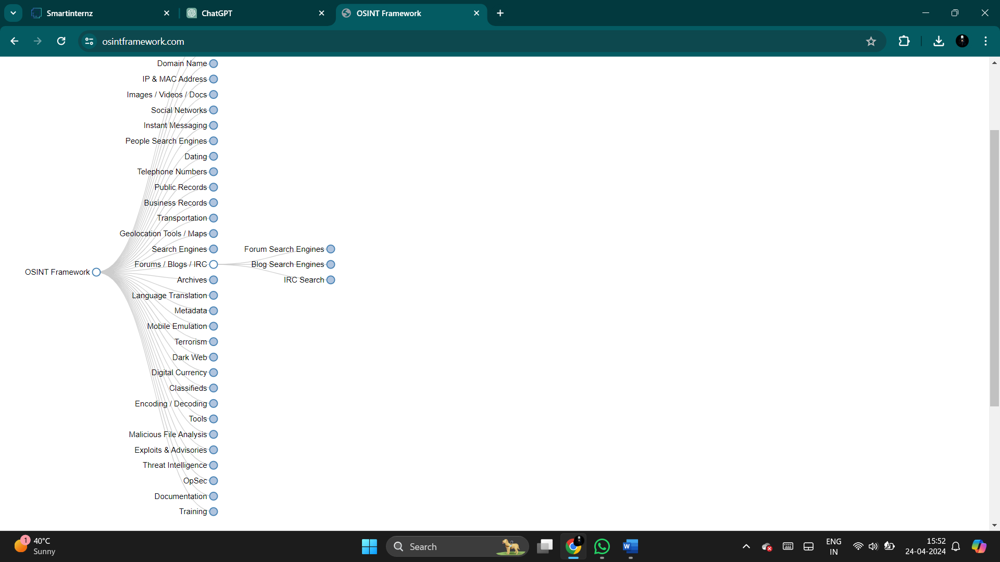 Smartinternz
ChatGPT
OSINT Framework
osintframework.com
Domain Name
IP & MAC Address
Images / Videos / Docs
Social Networks
Instant Messaging
People Search Engines
Dating
Telephone Numbers
Public Records
Business Records
Transportation
Geolocation Tools / Maps
Search Engines
Forum Search Engines
Forums / Blogs / IRC
Blog Search Engines
OSINT Framework
Archives
IRC Search
Language Translation
Metadata
Mobile Emulation
Terrorism
Dark Web
Digital Currency
Classifieds
Encoding / Decoding
Tools
Malicious File Analysis
Exploits & Advisories
Threat Intelligence
OpSec
Documentation
Training
1
40°C
Sunny
Search
W
ENG
IN
15:52
24-04-2024